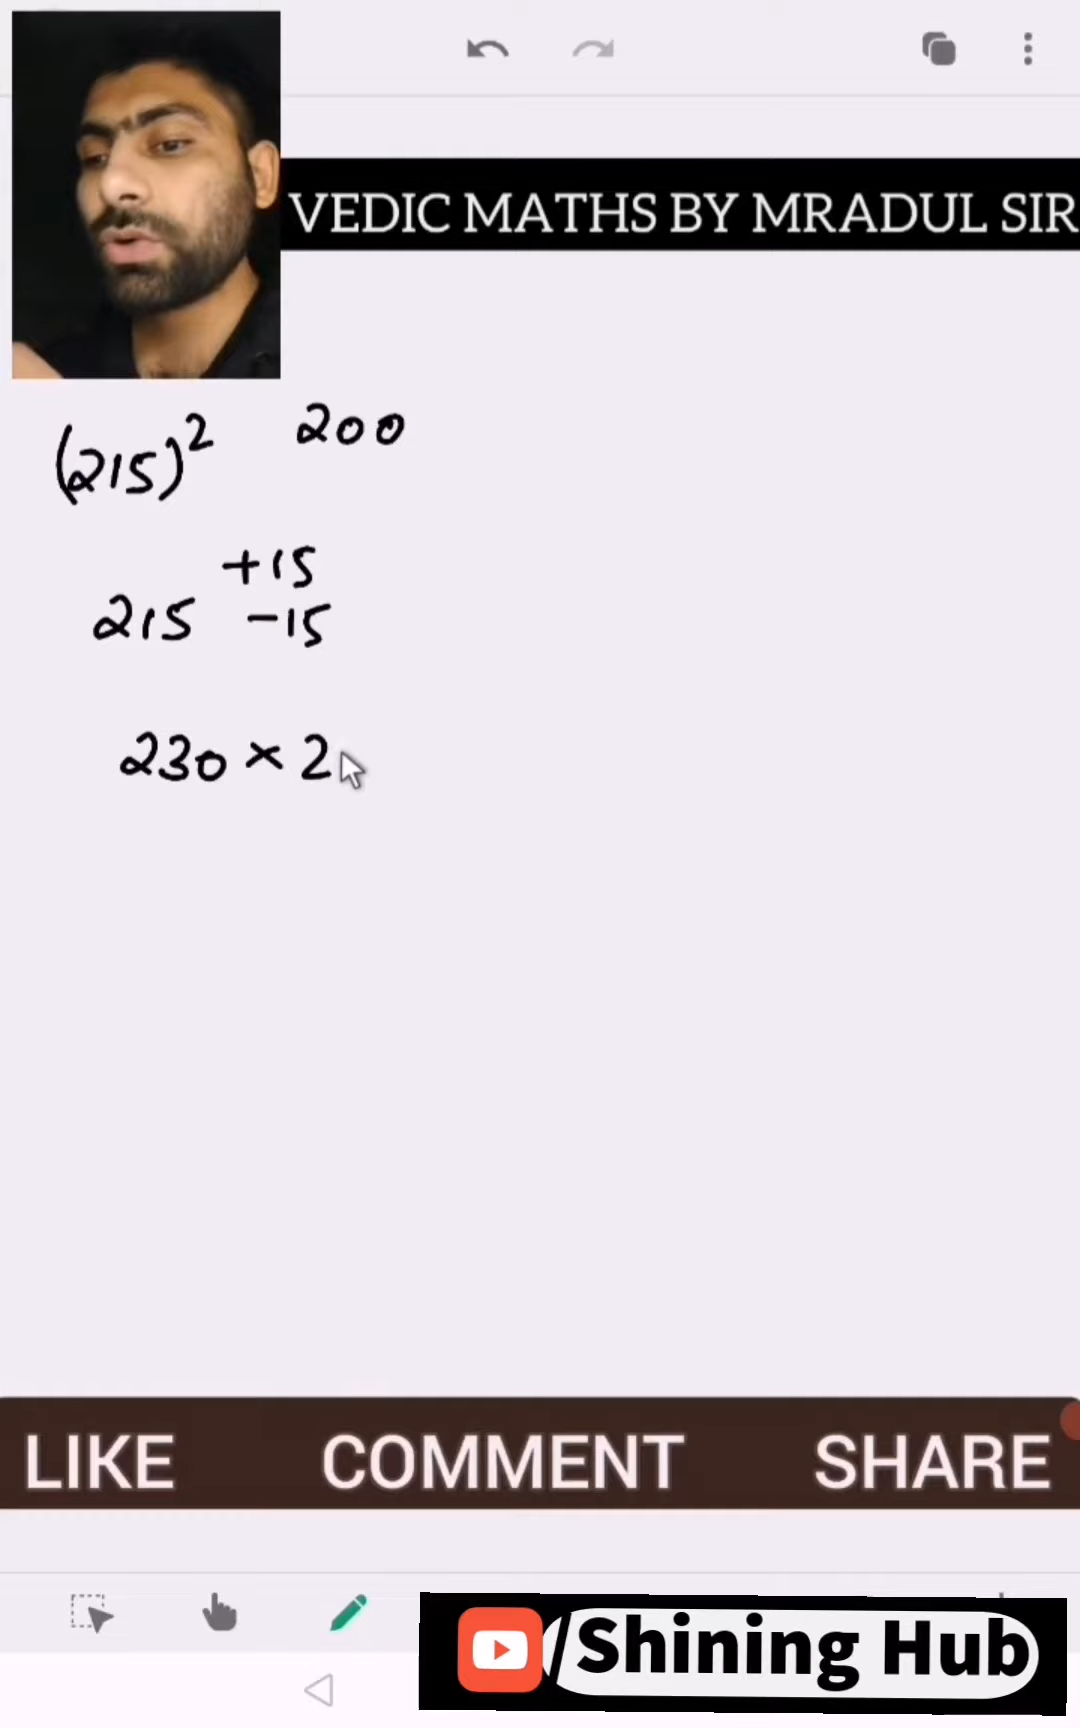 VEDIC MATHS BY MRADUL SIR
(215)² 200
+15
215 -15
230 × 2
LIKE COMMENT SHARE
/Shining Hub